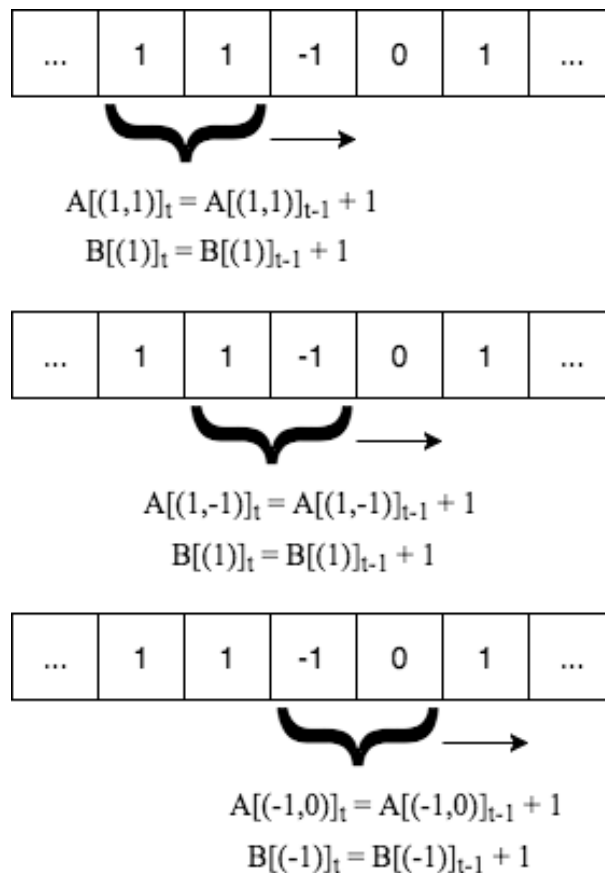 ... 1 1 -1 0 1 ...
A[(1,1)]t = A[(1,1)]t-1 + 1
B[(1)]t = B[(1)]t-1 + 1
... 1 1 -1 0 1 ...
A[(1,-1)]t = A[(1,-1)]t-1 + 1
B[(1)]t = B[(1)]t-1 + 1
... 1 1 -1 0 1 ...
A[(-1,0)]t = A[(-1,0)]t-1 + 1
B[(-1)]t = B[(-1)]t-1 + 1